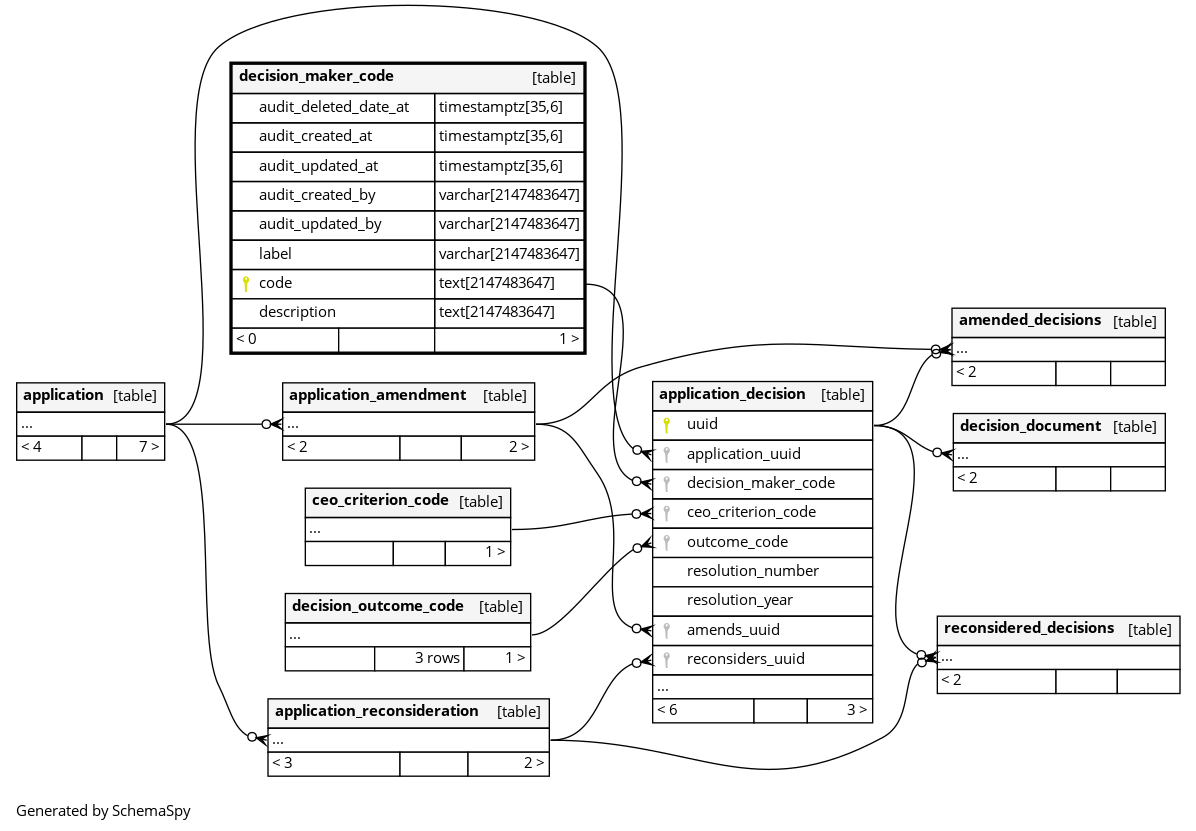 decision_maker_code [table]
audit_deleted_date_at timestamptz[35,6]
audit_created_at timestamptz[35,6]
audit_updated_at timestamptz[35,6]
audit_created_by varchar[2147483647]
audit_updated_by varchar[2147483647]
label varchar[2147483647]
code text[2147483647]
description text[2147483647]
< 0 1 >
application [table]
...
< 4 7 >
application_amendment [table]
...
< 2 2 >
ceo_criterion_code [table]
...
1 >
decision_outcome_code [table]
...
3 rows 1 >
application_reconsideration [table]
...
< 3 2 >
application_decision [table]
uuid
application_uuid
decision_maker_code
ceo_criterion_code
outcome_code
resolution_number
resolution_year
amends_uuid
reconsiders_uuid
...
< 6 3 >
amended_decisions [table]
...
< 2
decision_document [table]
...
< 2
reconsidered_decisions [table]
...
< 2
Generated by SchemaSpy